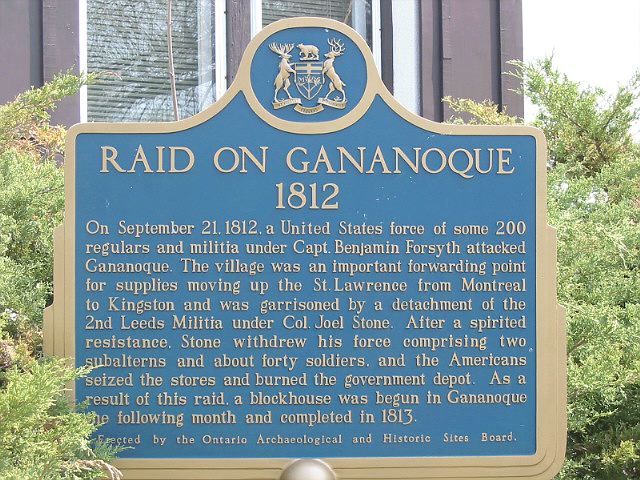 RAID ON GANANOQUE
1812
On September 21, 1812, a United States force of some 200
regulars and militia under Capt. Benjamin Forsyth attacked
Gananoque. The village was an important forwarding point
for supplies moving up the St. Lawrence from Montreal
to Kingston and was garrisoned by a detachment of the
2nd Leeds Militia under Col. Joel Stone. After a spirited
resistance, Stone withdrew his force comprising two
subalterns and about forty soldiers, and the Americans
seized the stores and burned the government depot. As a
result of this raid, a blockhouse was begun in Gananoque
the following month and completed in 1813.
Erected by the Ontario Archaeological and Historic Sites Board.